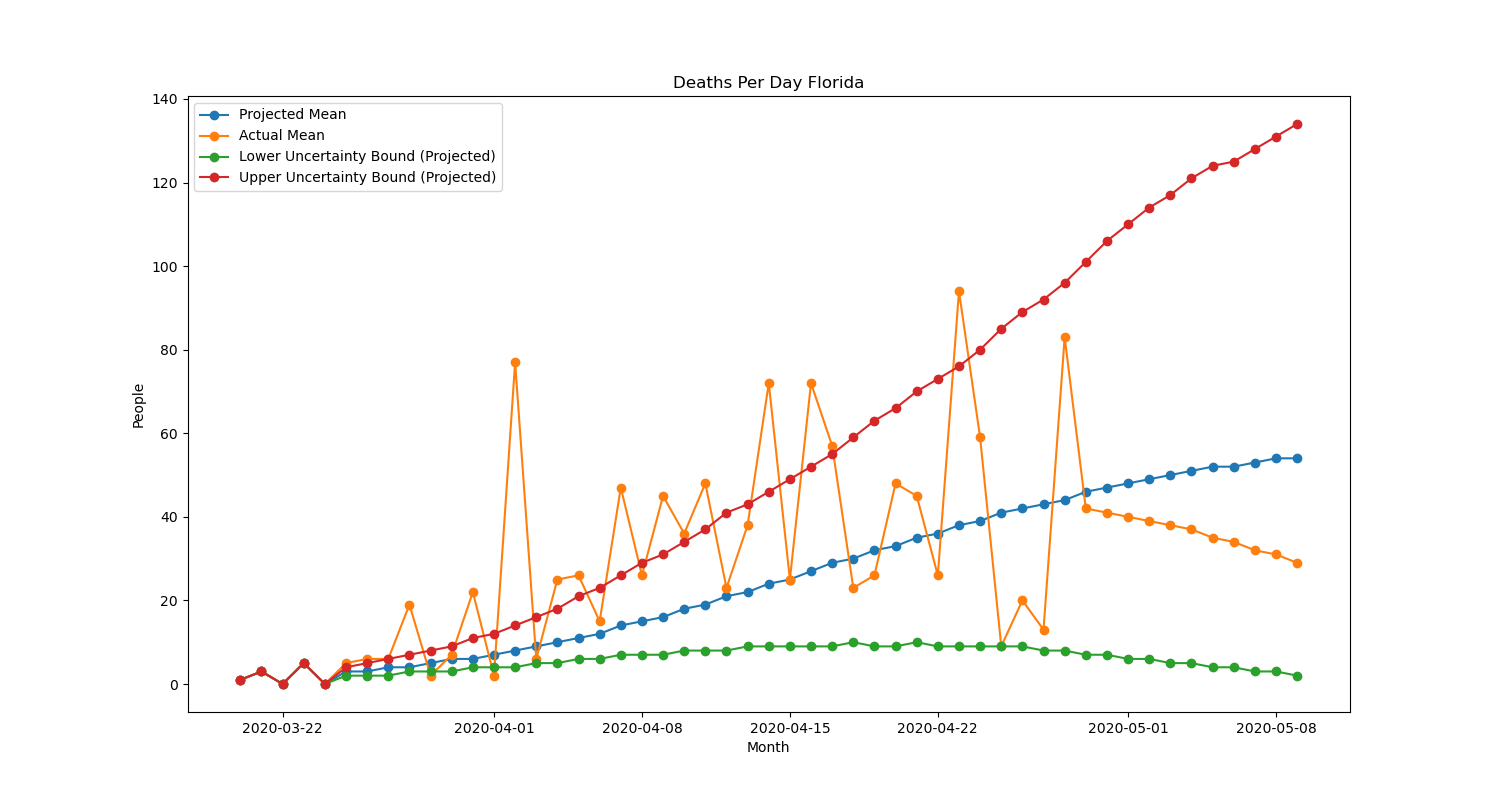 Deaths Per Day Florida
Projected Mean
Actual Mean
Lower Uncertainty Bound (Projected)
Upper Uncertainty Bound (Projected)
People
140
120
100
80
60
40
20
0
2020-03-22 2020-04-01 2020-04-08 2020-04-15 2020-04-22 2020-05-01 2020-05-08
Month